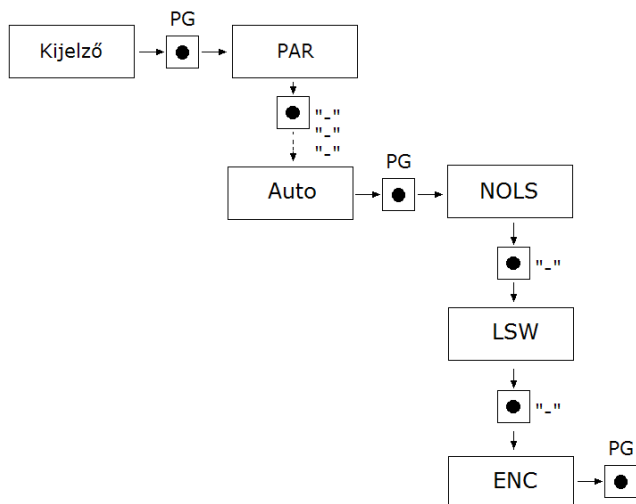 PG
Kijelző
PAR
"-"
"-"
"-"
PG
Auto
NOLS
"-"
LSW
"-"
PG
ENC